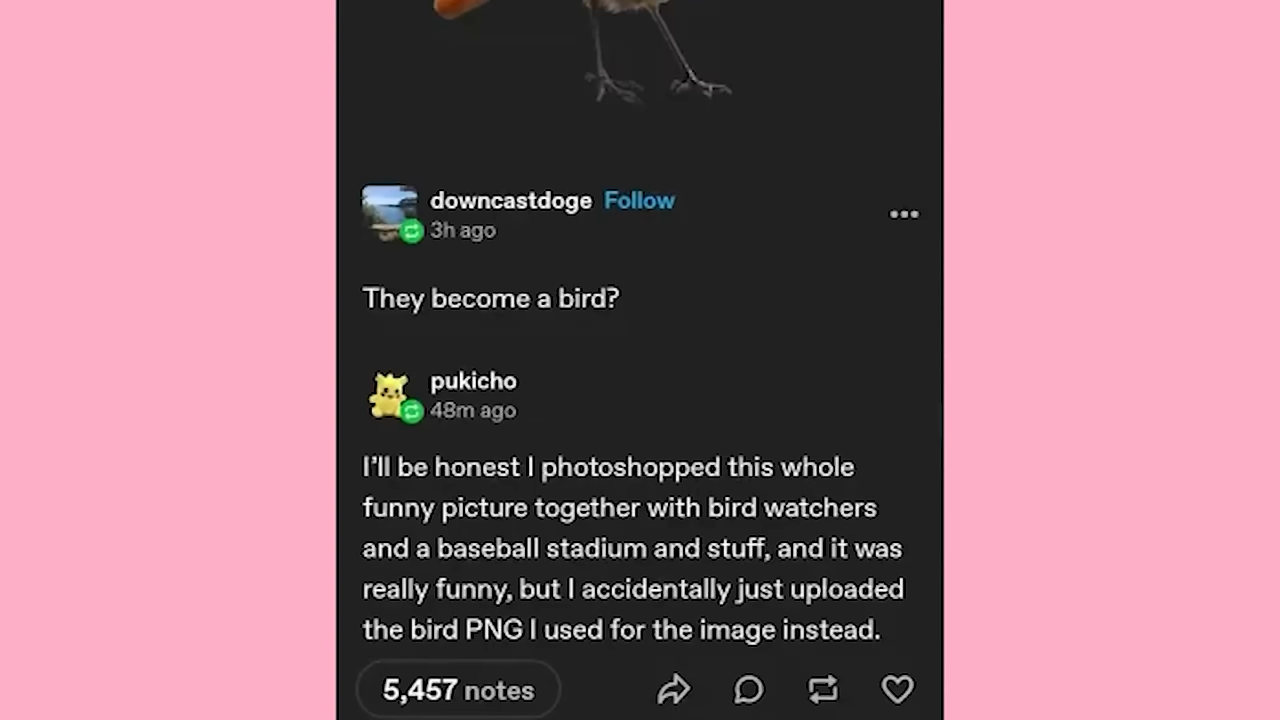 downcastdoge Follow
3h ago
They become a bird?
pukicho
48m ago
I’ll be honest I photoshopped this whole
funny picture together with bird watchers
and a baseball stadium and stuff, and it was
really funny, but I accidentally just uploaded
the bird PNG I used for the image instead.
5,457 notes